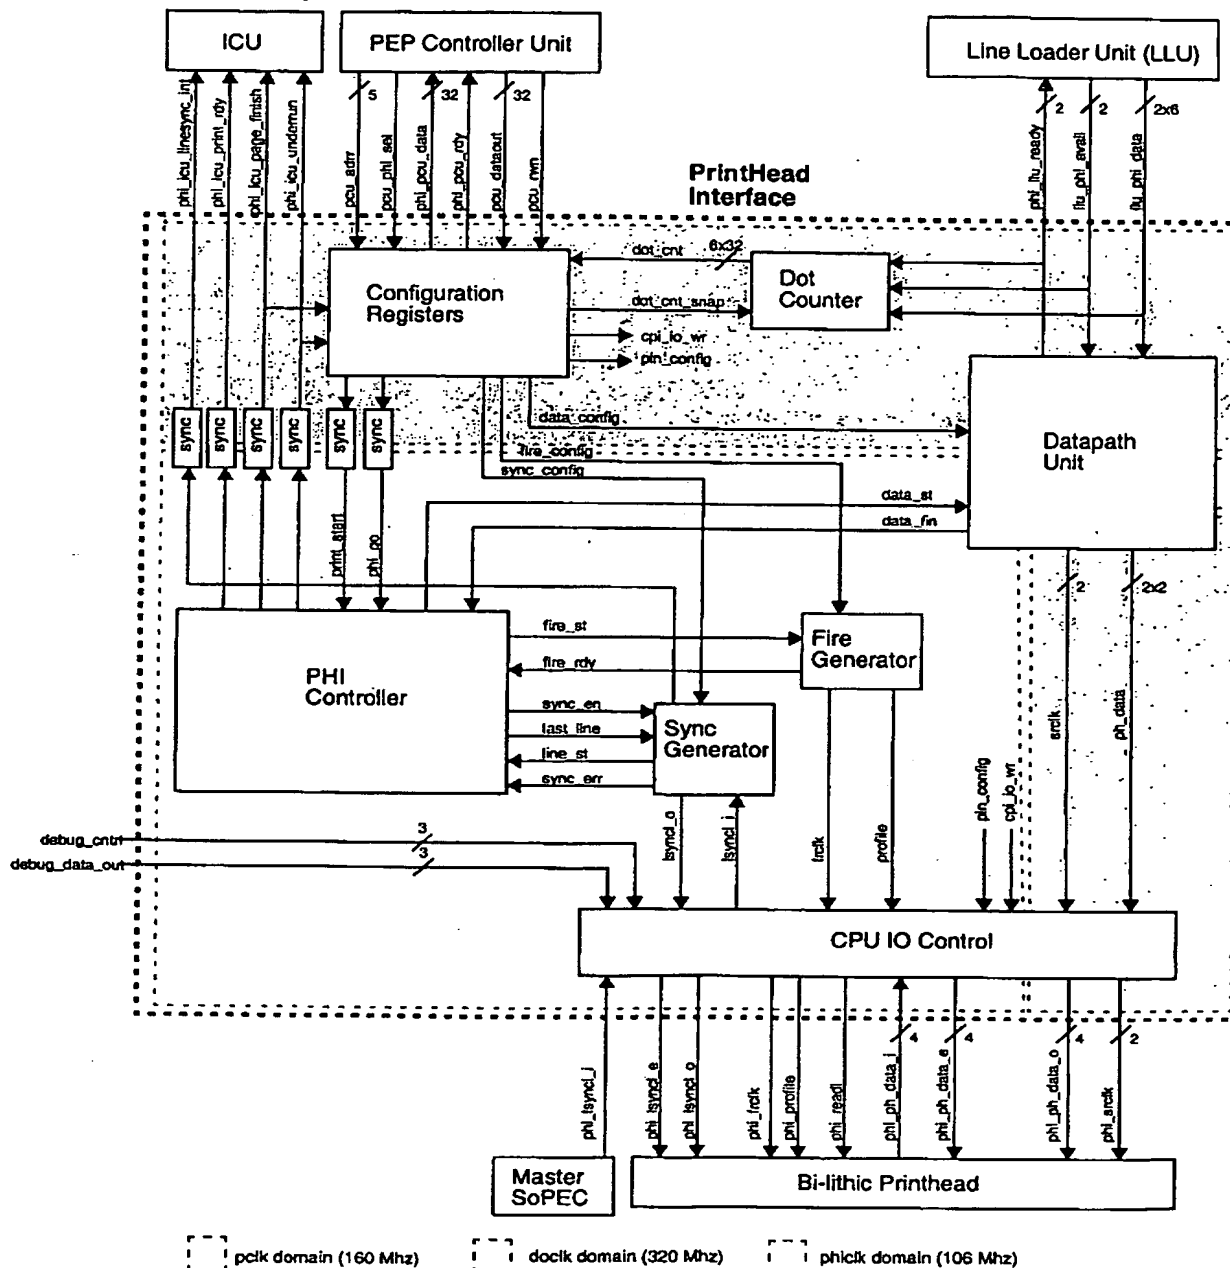 ICU
PEP Controller Unit
Line Loader Unit (LLU)
5
32
32
2
2
2x6
phi_icu_linesync_int
phi_icu_print_rdy
phi_icu_page_finish
phi_icu_underrun
pcu_adrr
pcu_phi_sel
phi_pcu_data
phi_pcu_rdy
pcu_dataout
pcu_rwn
phi_llu_ready
llu_phi_avail
llu_phi_data
PrintHead
Interface
Configuration
Registers
dot_cnt
6x32
dot_cnt_snap
cpi_io_wr
pin_config
Dot
Counter
sync
sync
sync
sync
sync
sync
data_config
fire_config
sync_config
Datapath
Unit
data_st
data_fin
print_start
phi_go
2
2x2
PHI
Controller
fire_st
fire_rdy
Fire
Generator
sync_en
last_line
line_st
sync_err
Sync
Generator
srclk
ph_data
debug_cntrl
3
debug_data_out
3
lsyncl_o
lsyncl_i
frclk
profile
pin_config
cpi_io_wr
CPU IO Control
phi_lsyncl_i
phi_lsyncl_e
phi_lsyncl_o
phi_frclk
phi_profile
phi_readl
phi_ph_data_i
4
phi_ph_data_e
4
phi_ph_data_o
4
phi_srclk
2
Master
SoPEC
Bi-lithic Printhead
pclk domain (160 Mhz)
doclk domain (320 Mhz)
phiclk domain (106 Mhz)